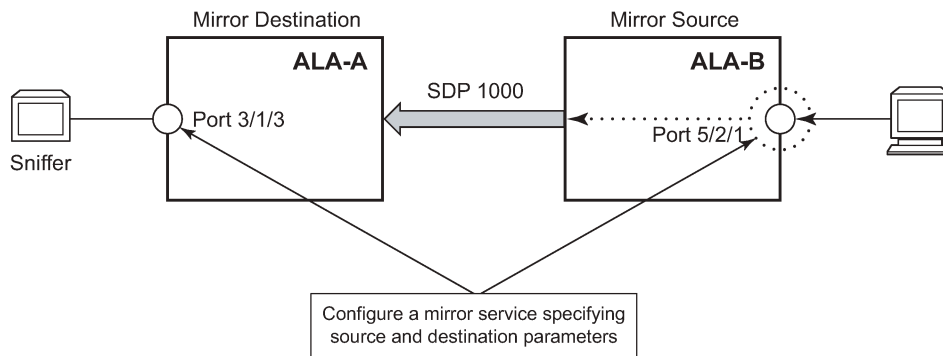 Mirror Destination
Mirror Source
ALA-A
ALA-B
SDP 1000
Port 3/1/3
Port 5/2/1
Sniffer
Configure a mirror service specifying
source and destination parameters